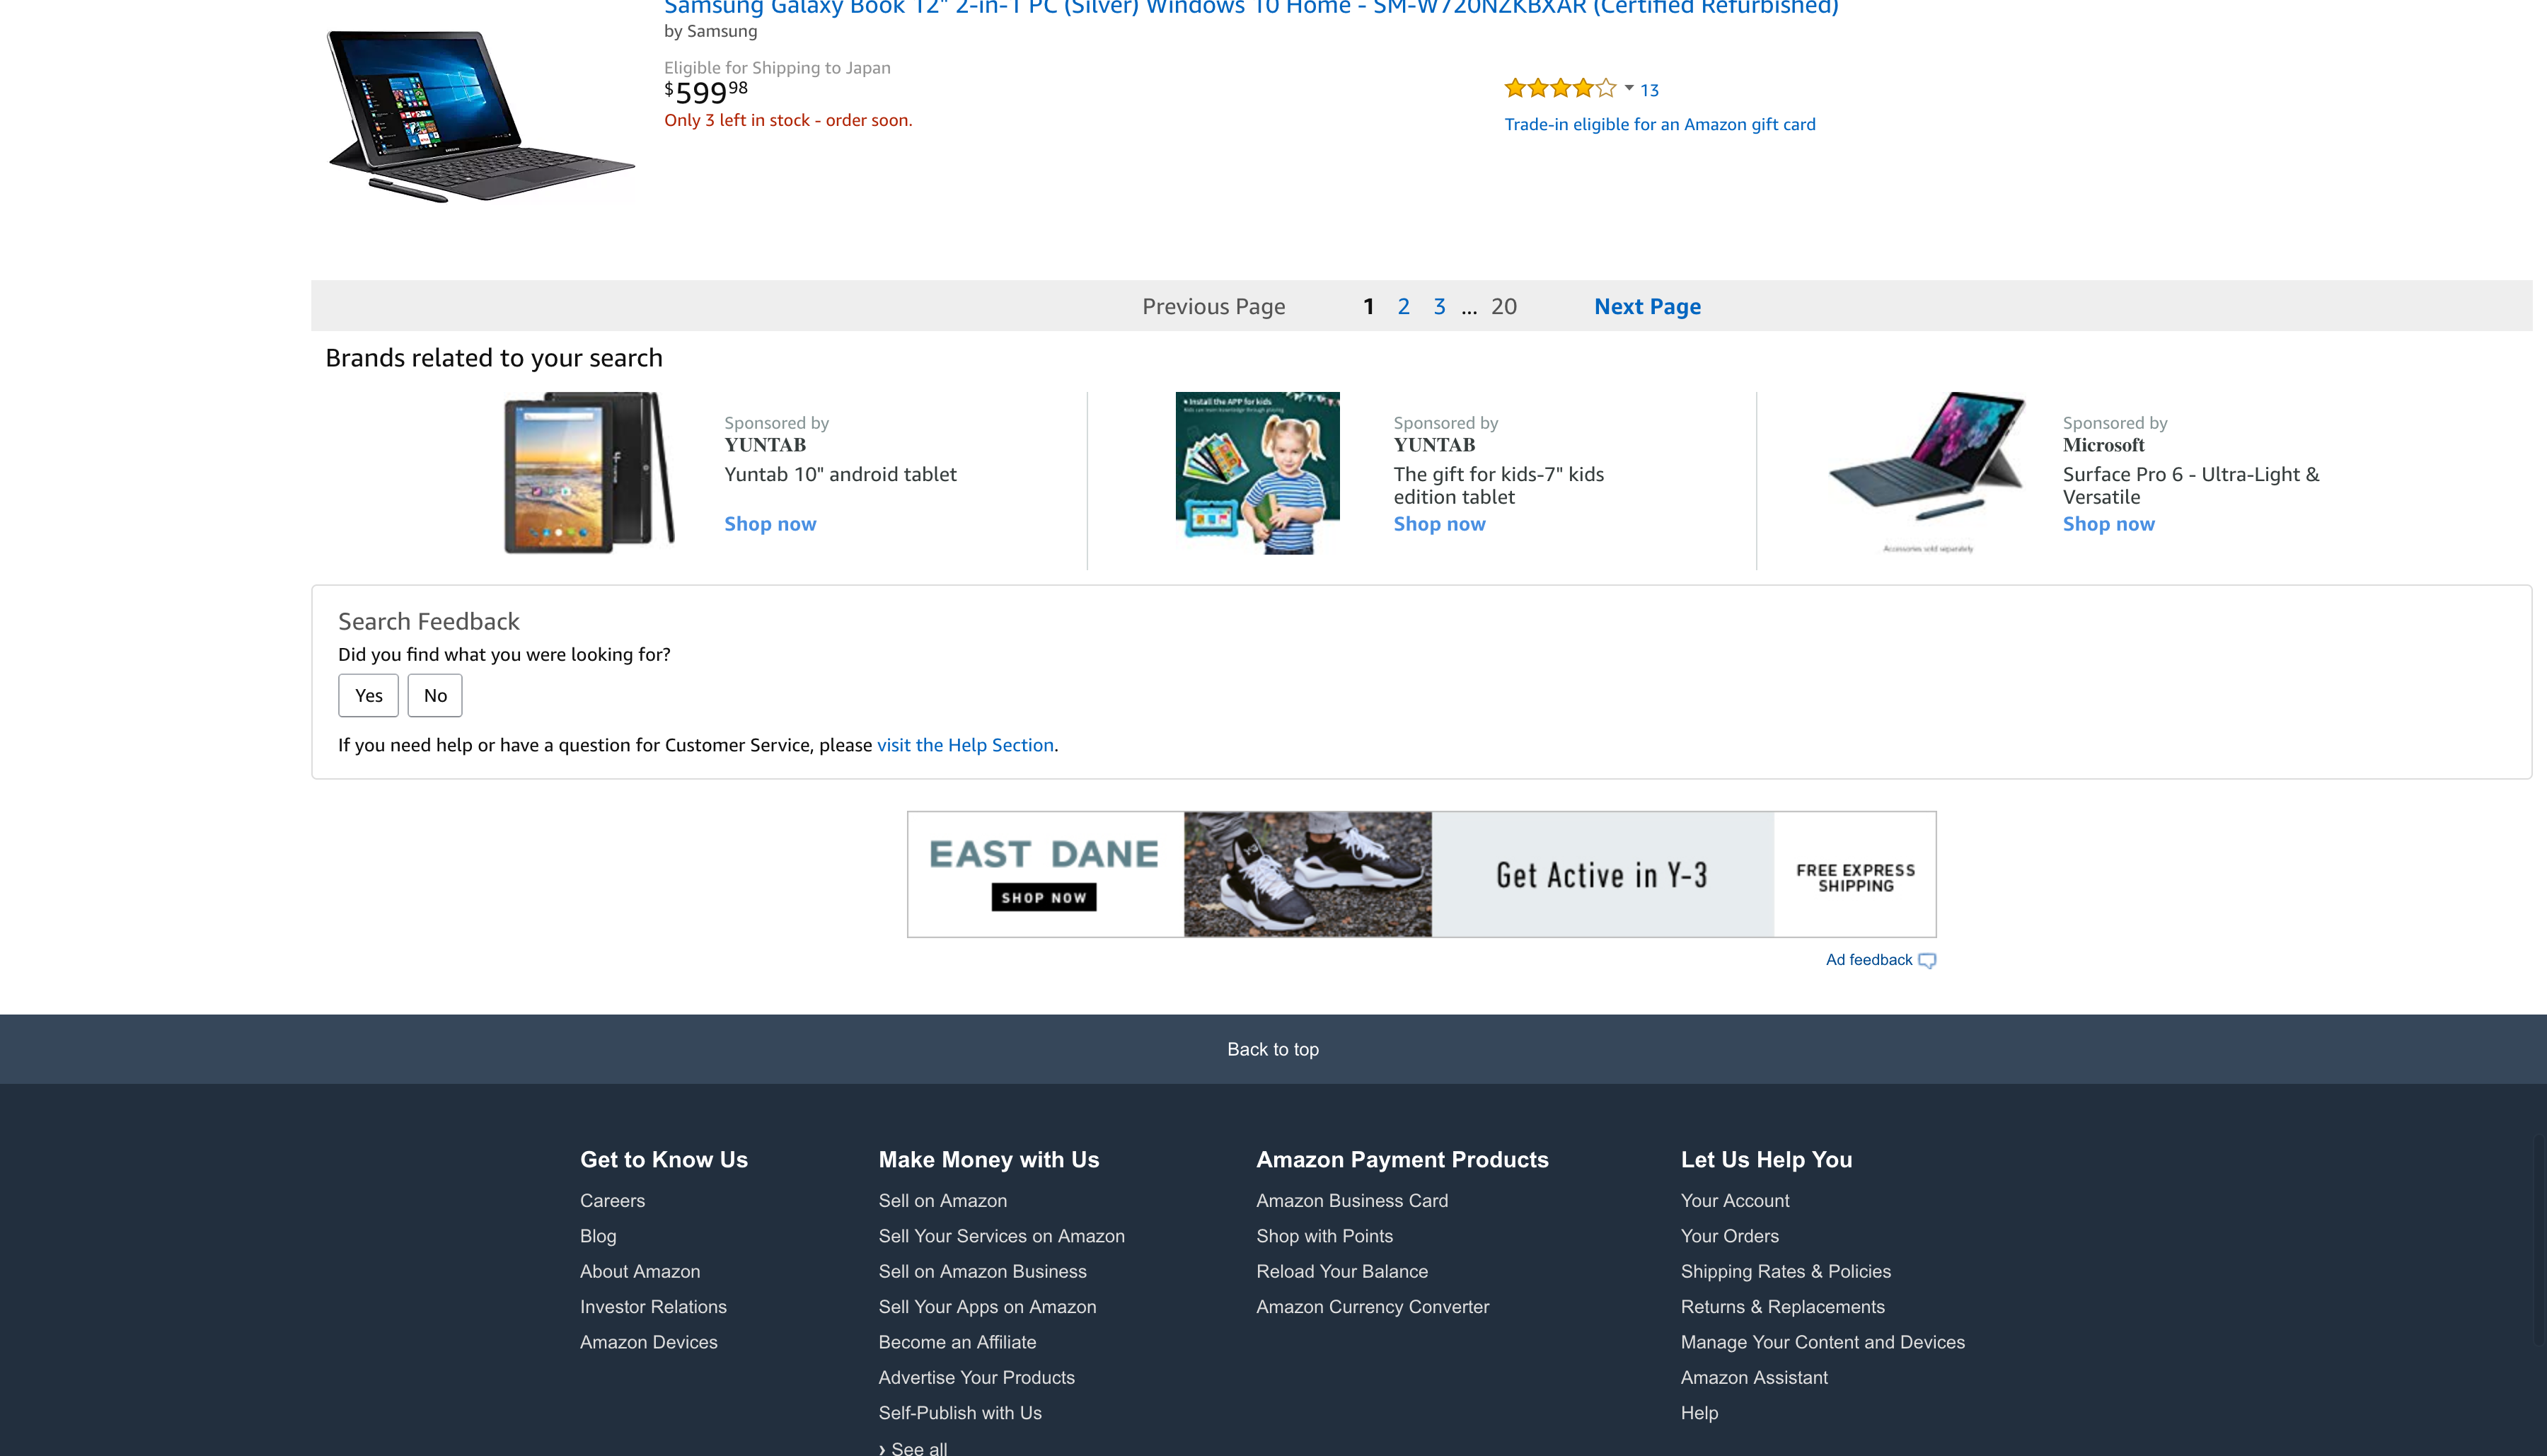 Samsung Galaxy Book 12" 2-in-1 PC (Silver) Windows 10 Home - SM-W720NZKBXAR (Certified Refurbished)
by Samsung
Eligible for Shipping to Japan
$599 98
Only 3 left in stock - order soon.
13
Trade-in eligible for an Amazon gift card
Previous Page 1 2 3 ... 20 Next Page
Brands related to your search
Sponsored by
YUNTAB
Yuntab 10" android tablet
Shop now
Install the APP for kids
Sponsored by
YUNTAB
The gift for kids-7" kids
edition tablet
Shop now
Accessories sold separately
Sponsored by
Microsoft
Surface Pro 6 - Ultra-Light &
Versatile
Shop now
Search Feedback
Did you find what you were looking for?
Yes No
If you need help or have a question for Customer Service, please visit the Help Section.
EAST DANE
SHOP NOW
Get Active in Y-3
FREE EXPRESS
SHIPPING
Ad feedback
Back to top
Get to Know Us
Careers
Blog
About Amazon
Investor Relations
Amazon Devices
Make Money with Us
Sell on Amazon
Sell Your Services on Amazon
Sell on Amazon Business
Sell Your Apps on Amazon
Become an Affiliate
Advertise Your Products
Self-Publish with Us
› See all
Amazon Payment Products
Amazon Business Card
Shop with Points
Reload Your Balance
Amazon Currency Converter
Let Us Help You
Your Account
Your Orders
Shipping Rates & Policies
Returns & Replacements
Manage Your Content and Devices
Amazon Assistant
Help